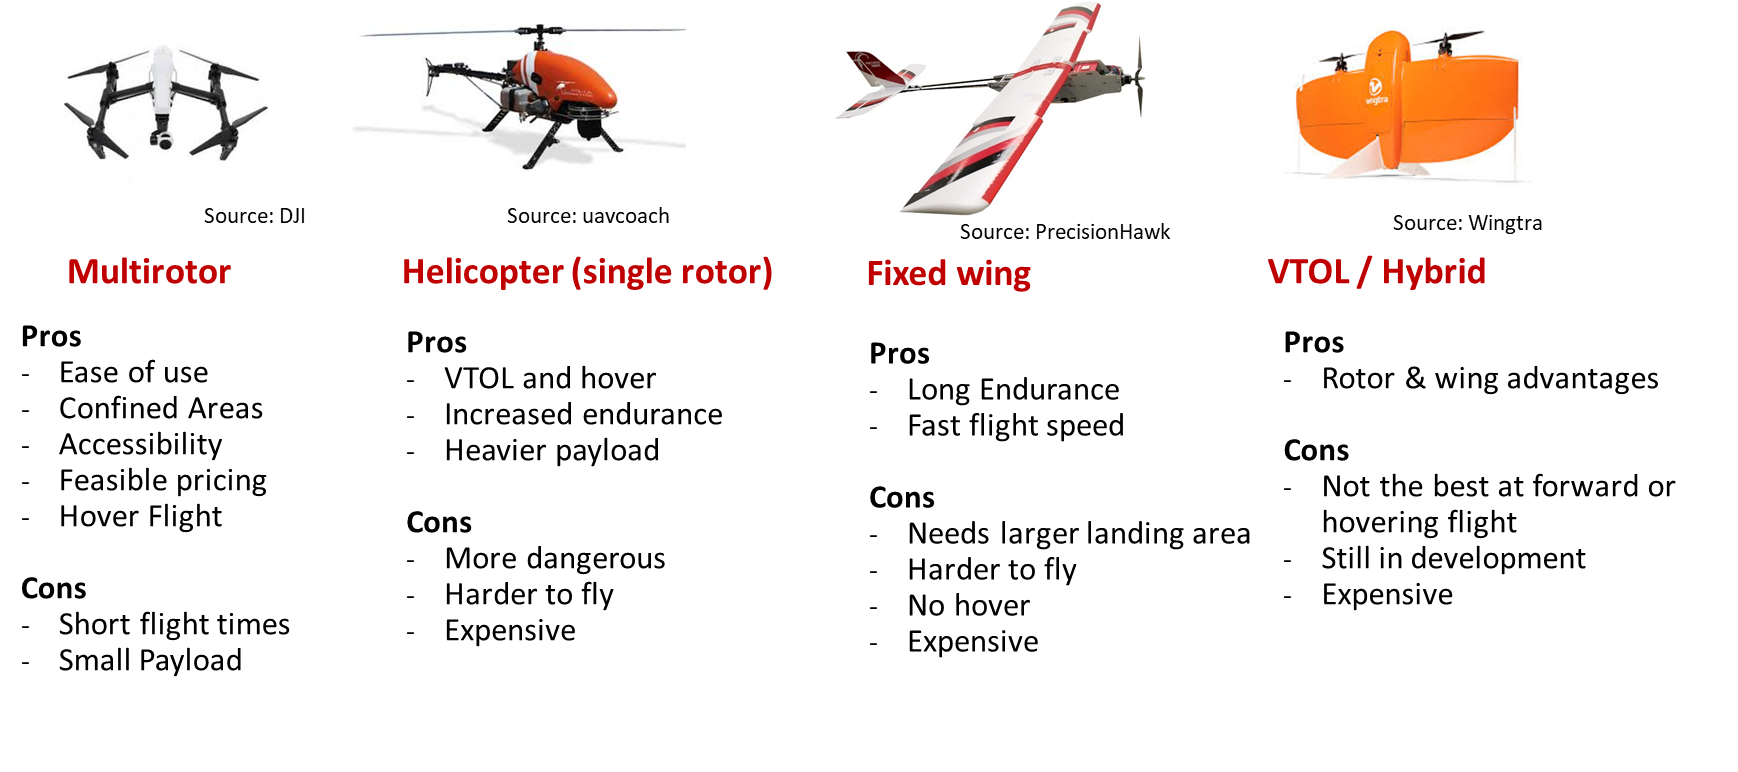 wingtra
Source: DJI
Source: uavcoach
Source: PrecisionHawk
Source: Wingtra
Multirotor
Pros
- Ease of use
- Confined Areas
- Accessibility
- Feasible pricing
- Hover Flight
Cons
- Short flight times
- Small Payload
Helicopter (single rotor)
Pros
- VTOL and hover
- Increased endurance
- Heavier payload
Cons
- More dangerous
- Harder to fly
- Expensive
Fixed wing
Pros
- Long Endurance
- Fast flight speed
Cons
- Needs larger landing area
- Harder to fly
- No hover
- Expensive
VTOL / Hybrid
Pros
- Rotor & wing advantages
Cons
- Not the best at forward or
hovering flight
- Still in development
- Expensive